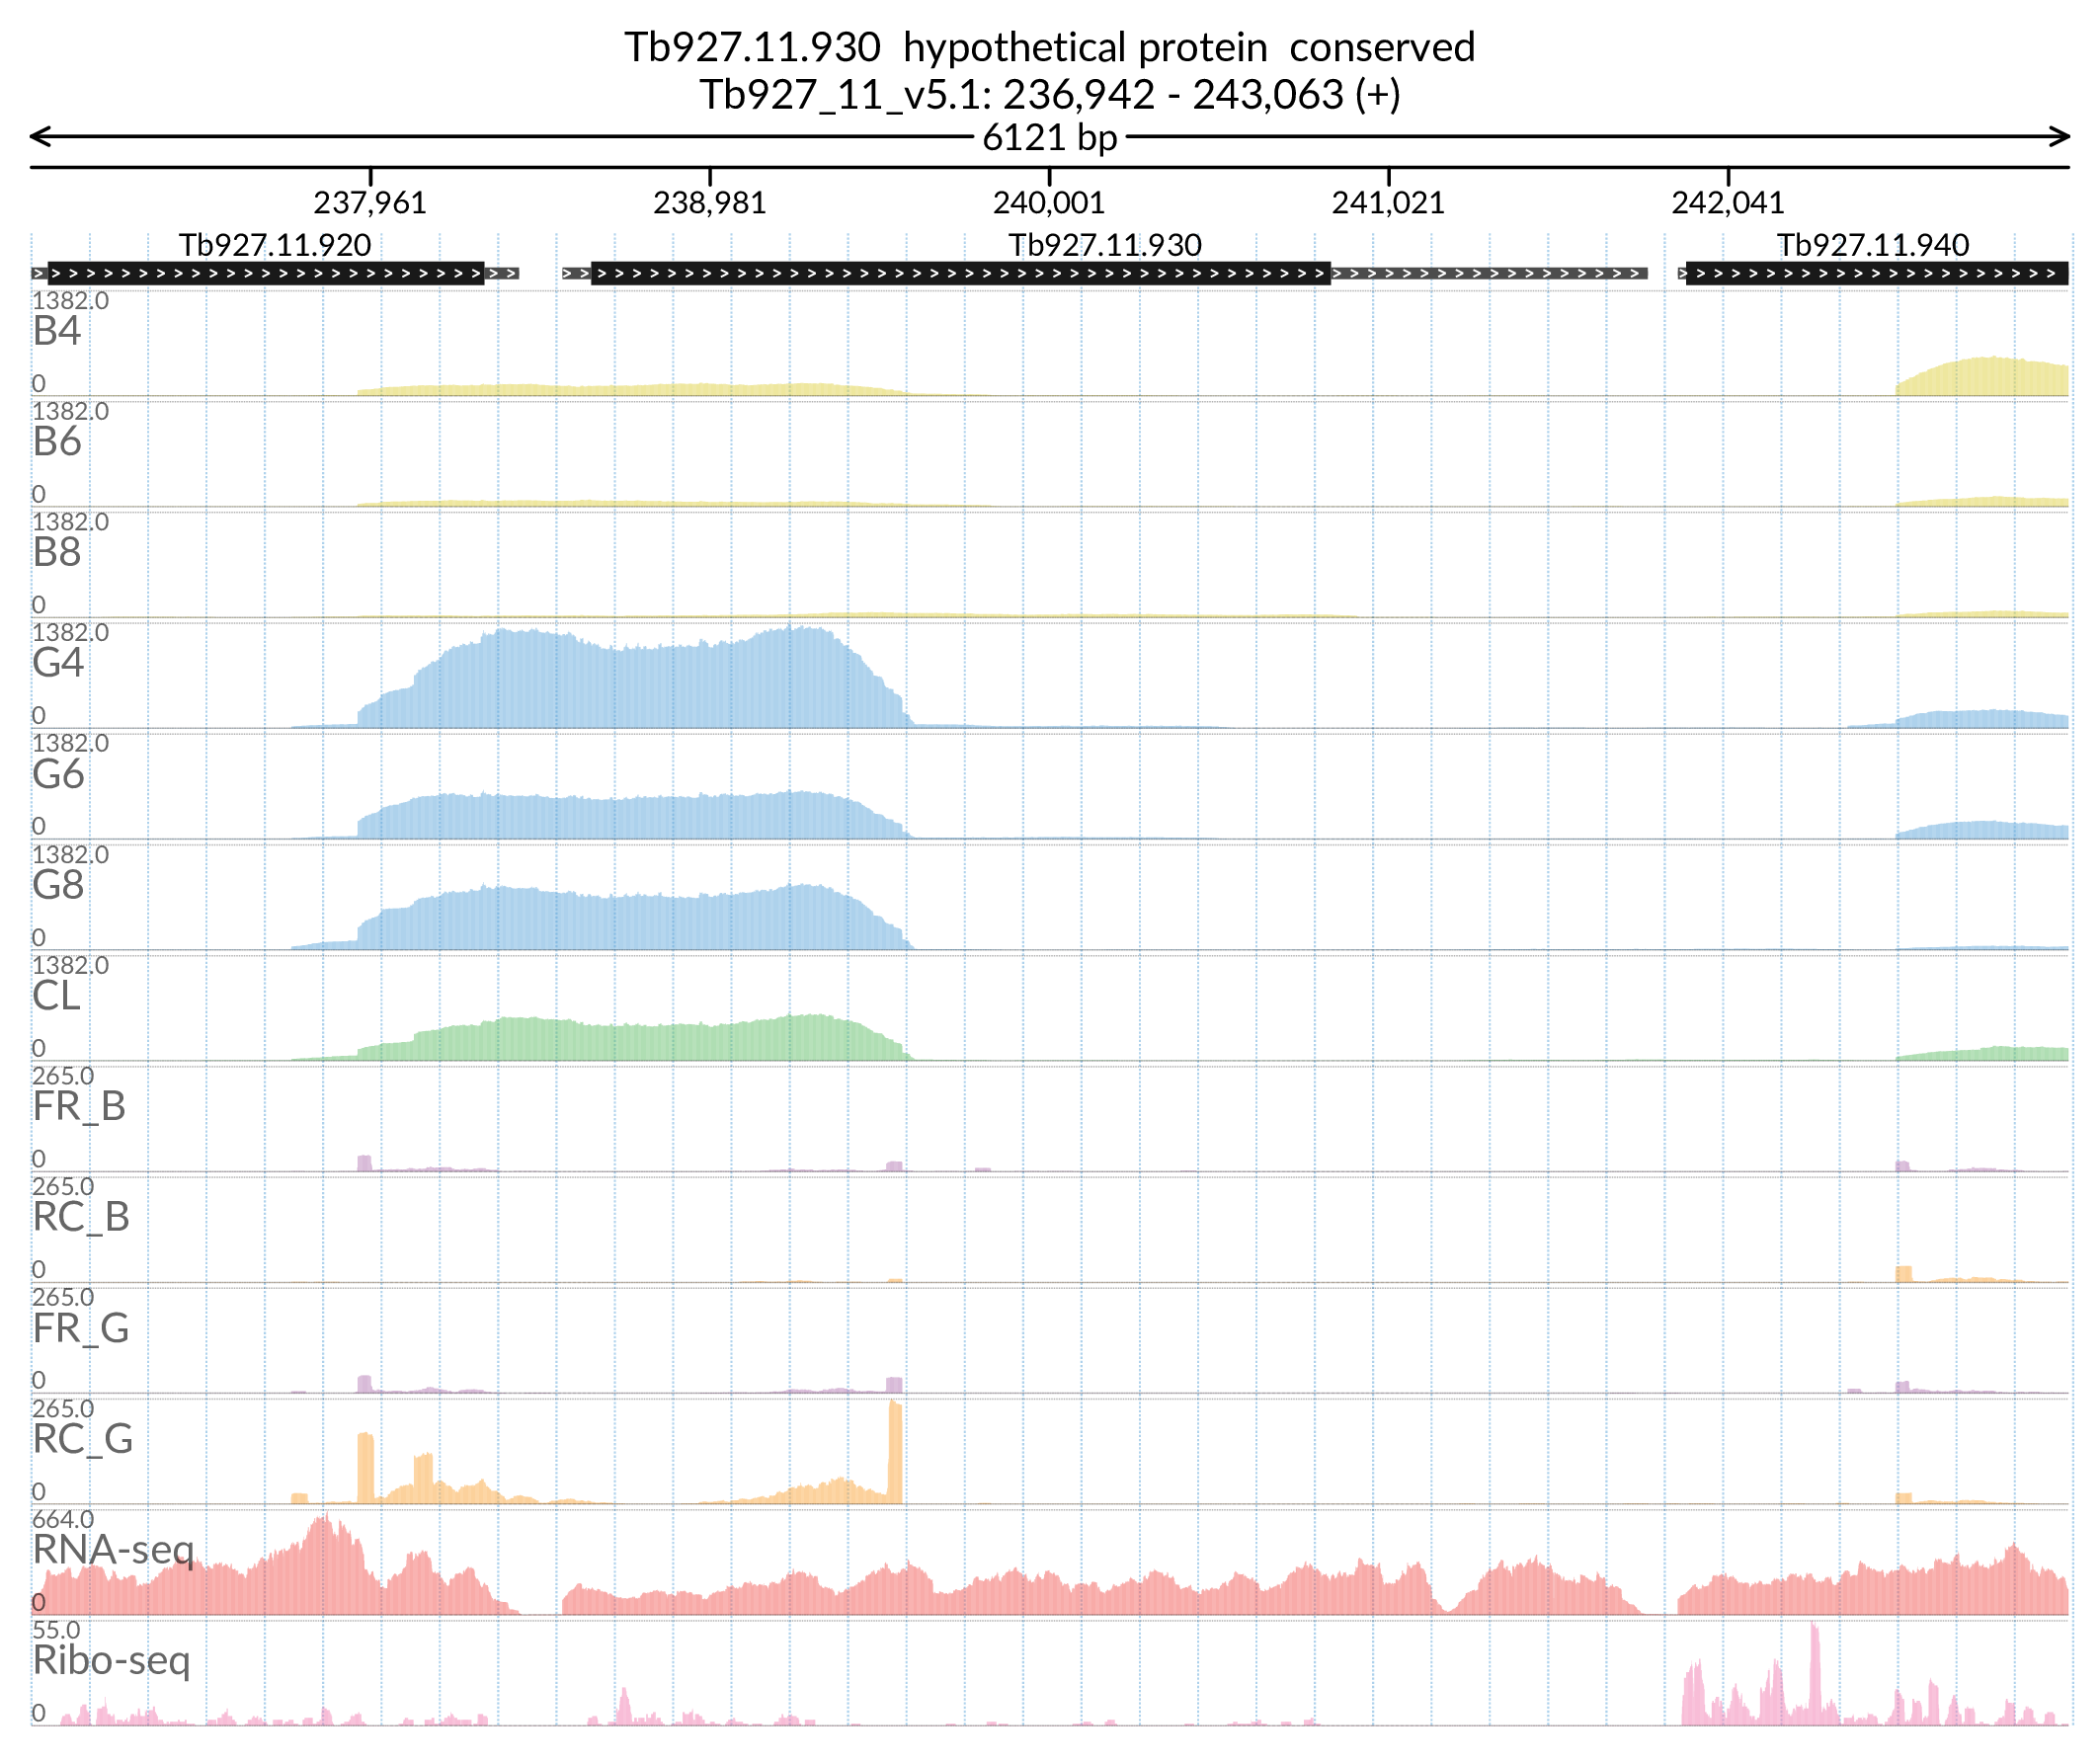 Tb927.11.930 hypothetical protein conserved
Tb927_11_v5.1: 236,942 - 243,063 (+)
6121 bp
237,961 238,981 240,001 241,021 242,041
Tb927.11.920 Tb927.11.930 Tb927.11.940
1382.0
B4
0
1382.0
B6
0
1382.0
B8
0
1382.0
G4
0
1382.0
G6
0
1382.0
G8
0
1382.0
CL
0
265.0
FR_B
0
265.0
RC_B
0
265.0
FR_G
0
265.0
RC_G
0
664.0
RNA-seq
0
55.0
Ribo-seq
0